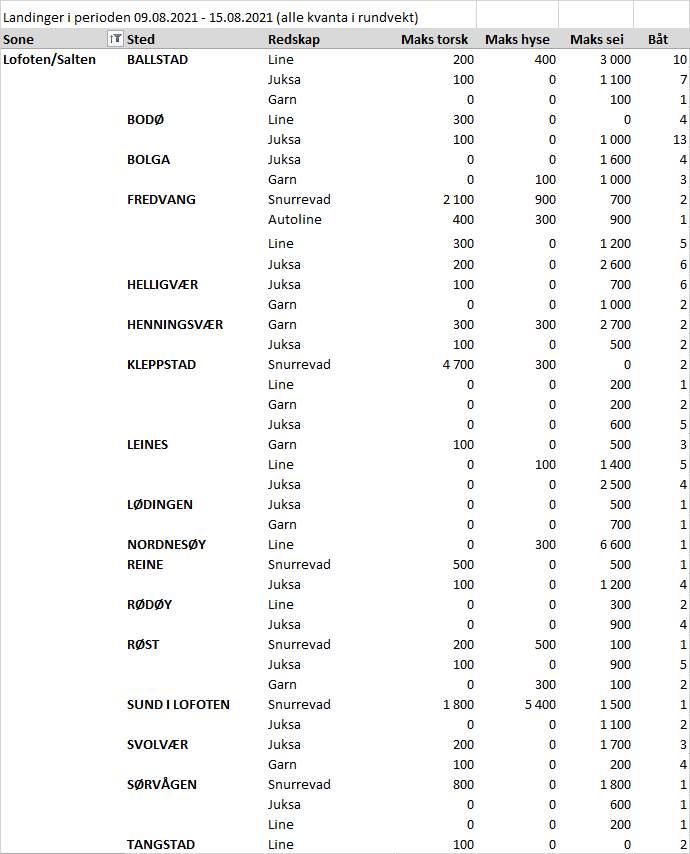 Landinger i perioden 09.08.2021 - 15.08.2021 (alle kvanta i rundvekt)
Sone Sted Redskap Maks torsk Maks hyse Maks sei Båt
Lofoten/Salten BALLSTAD Line 200 400 3 000 10
Juksa 100 0 1 100 7
Garn 0 0 100 1
BODØ Line 300 0 0 4
Juksa 100 0 1 000 13
BOLGA Juksa 0 0 1 600 4
Garn 0 100 1 000 3
FREDVANG Snurrevad 2 100 900 700 2
Autoline 400 300 900 1
Line 300 0 1 200 5
Juksa 200 0 2 600 6
HELLIGVÆR Juksa 100 0 700 6
Garn 0 0 1 000 2
HENNINGSVÆR Garn 300 300 2 700 2
Juksa 100 0 500 2
KLEPPSTAD Snurrevad 4 700 300 0 2
Line 0 0 200 1
Garn 0 0 200 2
Juksa 0 0 600 5
LEINES Garn 100 0 500 3
Line 0 100 1 400 5
Juksa 0 0 2 500 4
LØDINGEN Juksa 0 0 500 1
Garn 0 0 700 1
NORDNESØY Line 0 300 6 600 1
REINE Snurrevad 500 0 500 1
Juksa 100 0 1 200 4
RØDØY Line 0 0 300 2
Juksa 0 0 900 4
RØST Snurrevad 200 500 100 1
Juksa 100 0 900 5
Garn 0 300 100 2
SUND I LOFOTEN Snurrevad 1 800 5 400 1 500 1
Juksa 0 0 1 100 2
SVOLVÆR Juksa 200 0 1 700 3
Garn 100 0 200 4
SØRVÅGEN Snurrevad 800 0 1 800 1
Juksa 0 0 600 1
Line 0 0 200 1
TANGSTAD Line 100 0 0 2